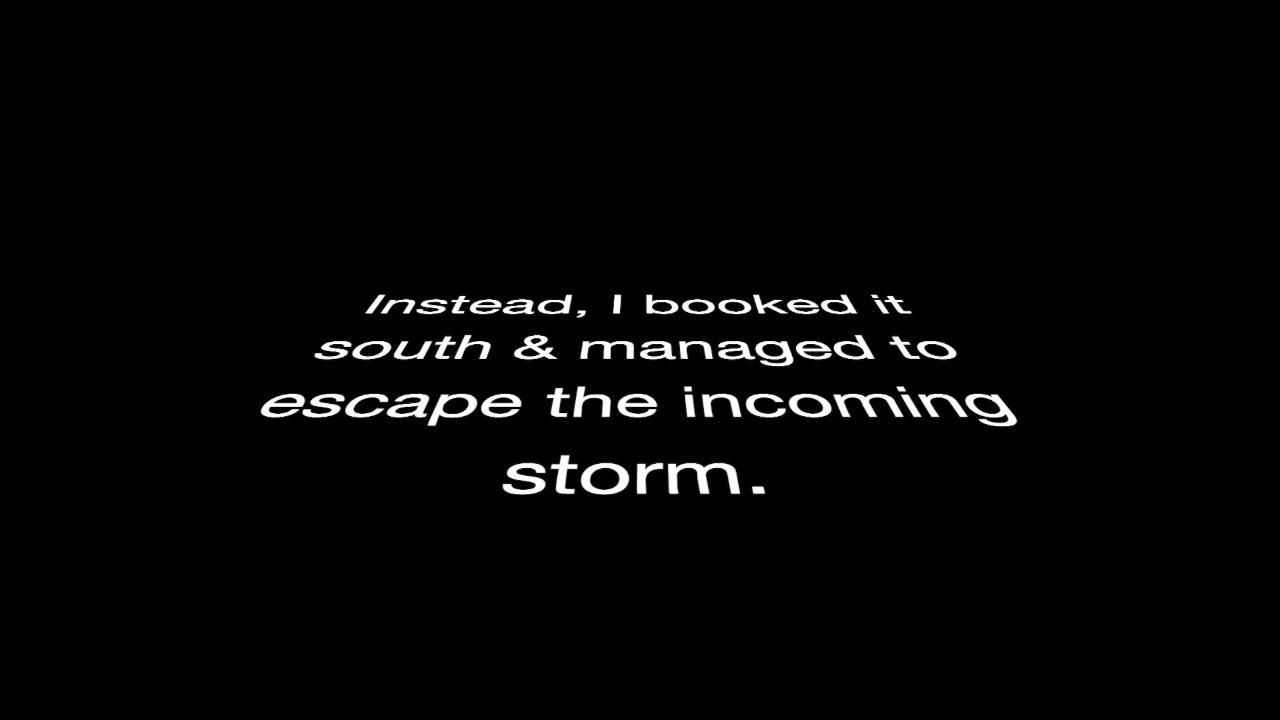 Instead, I booked it
south & managed to
escape the incoming
storm.